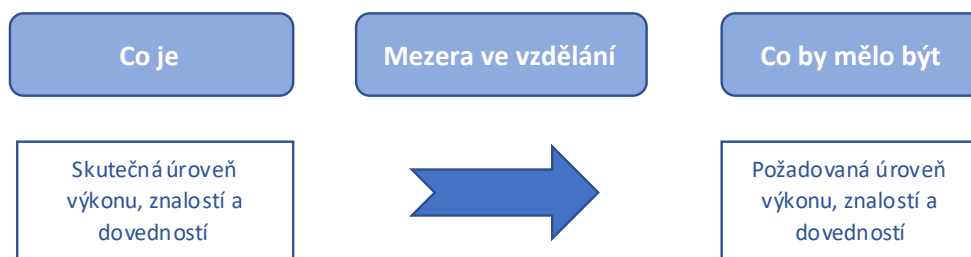 Co je
Mezera ve vzdělání
Co by mělo být
Skutečná úroveň
výkonu, znalostí a
dovedností
Požadovaná úroveň
výkonu, znalostí a
dovedností